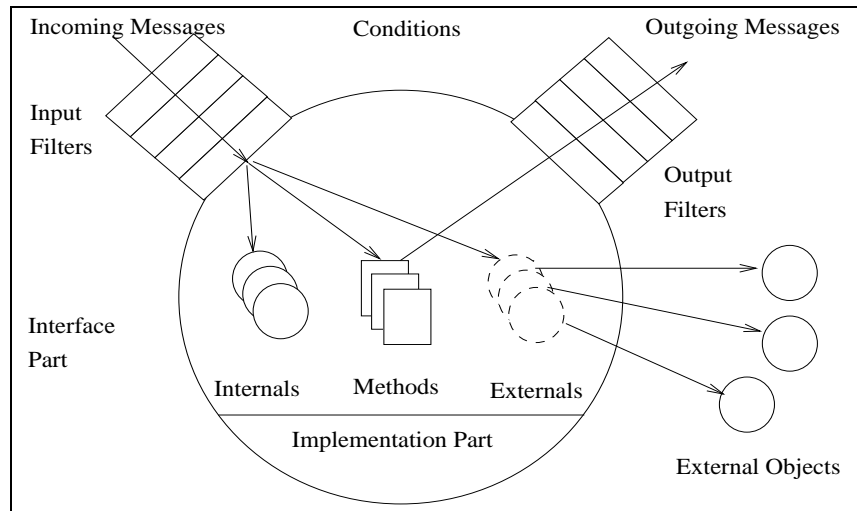 Incoming Messages
Conditions
Outgoing Messages
Input
Filters
Output
Filters
Interface
Part
Internals
Methods
Externals
Implementation Part
External Objects